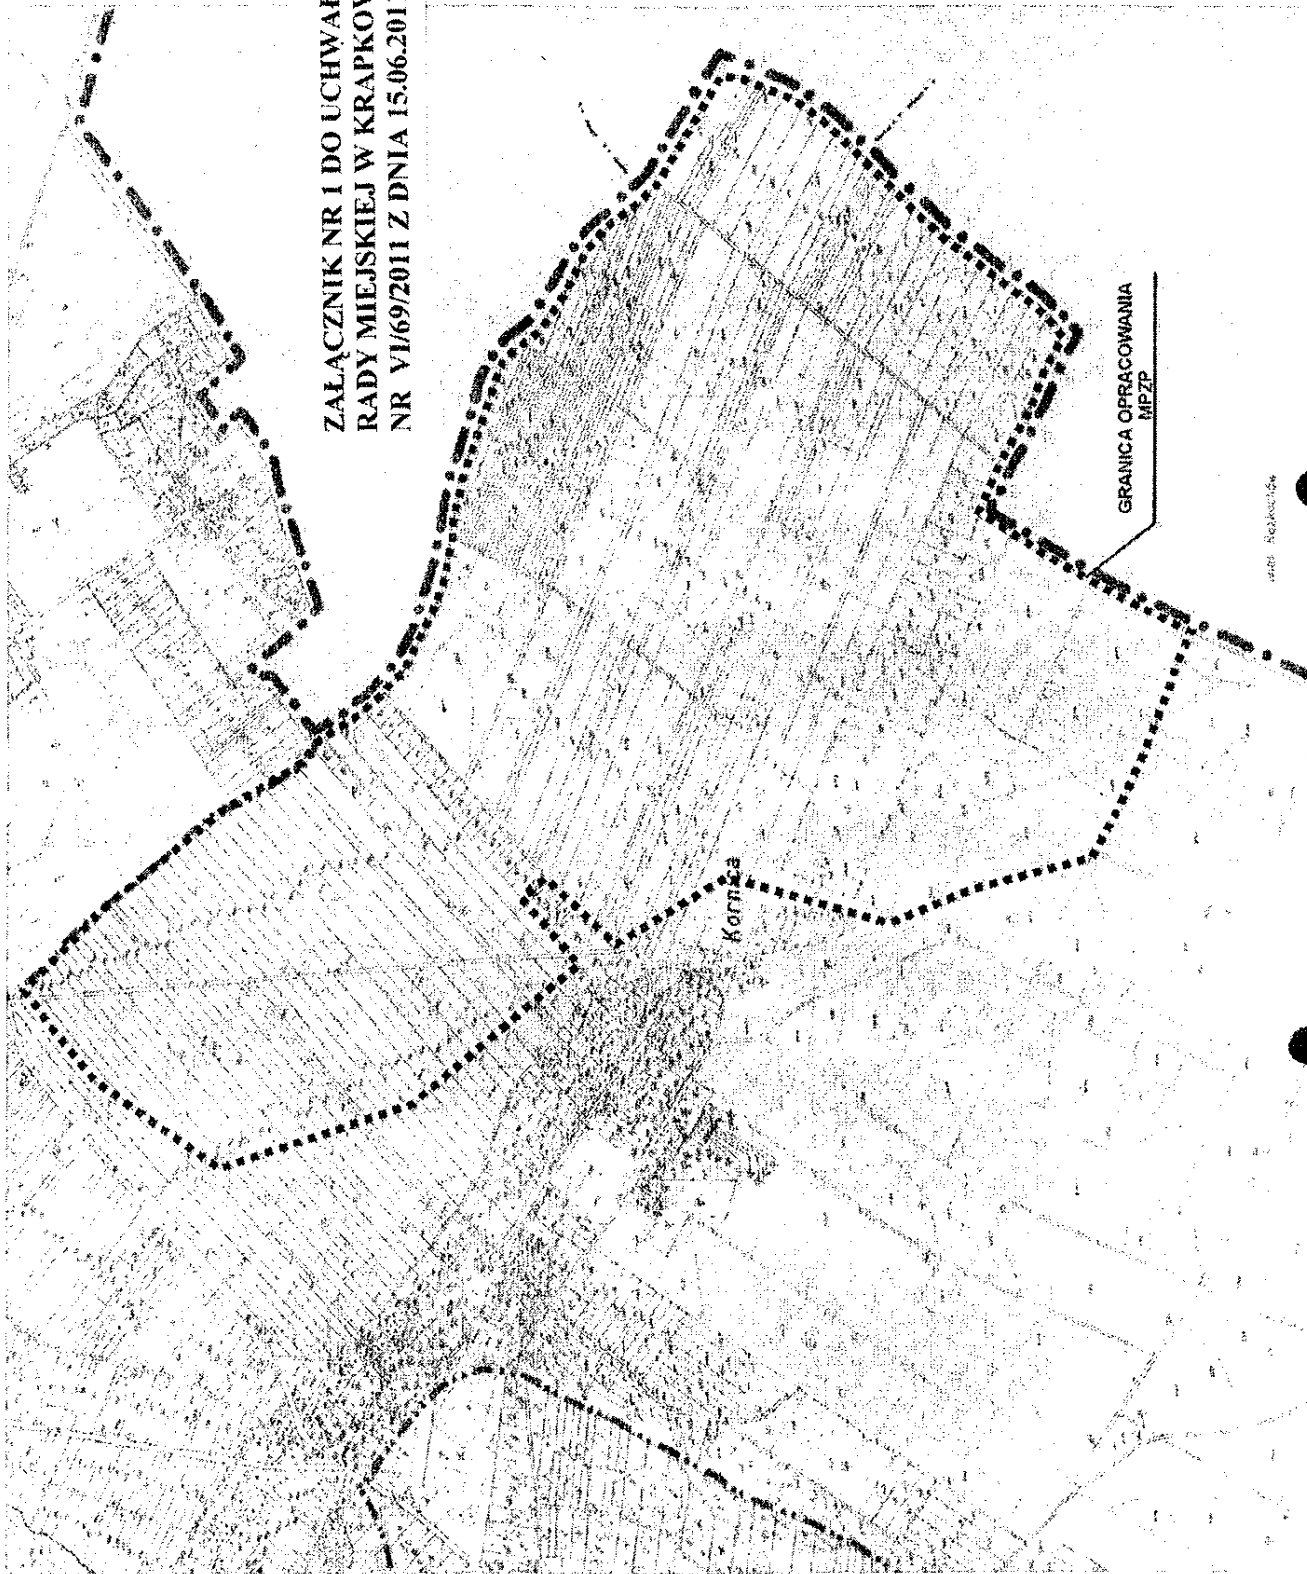 ZAŁĄCZNIK NR 1 DO UCHWAŁ
RADY MIEJSKIEJ W KRAPKOW
NR VI/69/2011 Z DNIA 15.06.201
GRANICA OPRACOWANIA
MPZP
Kornica